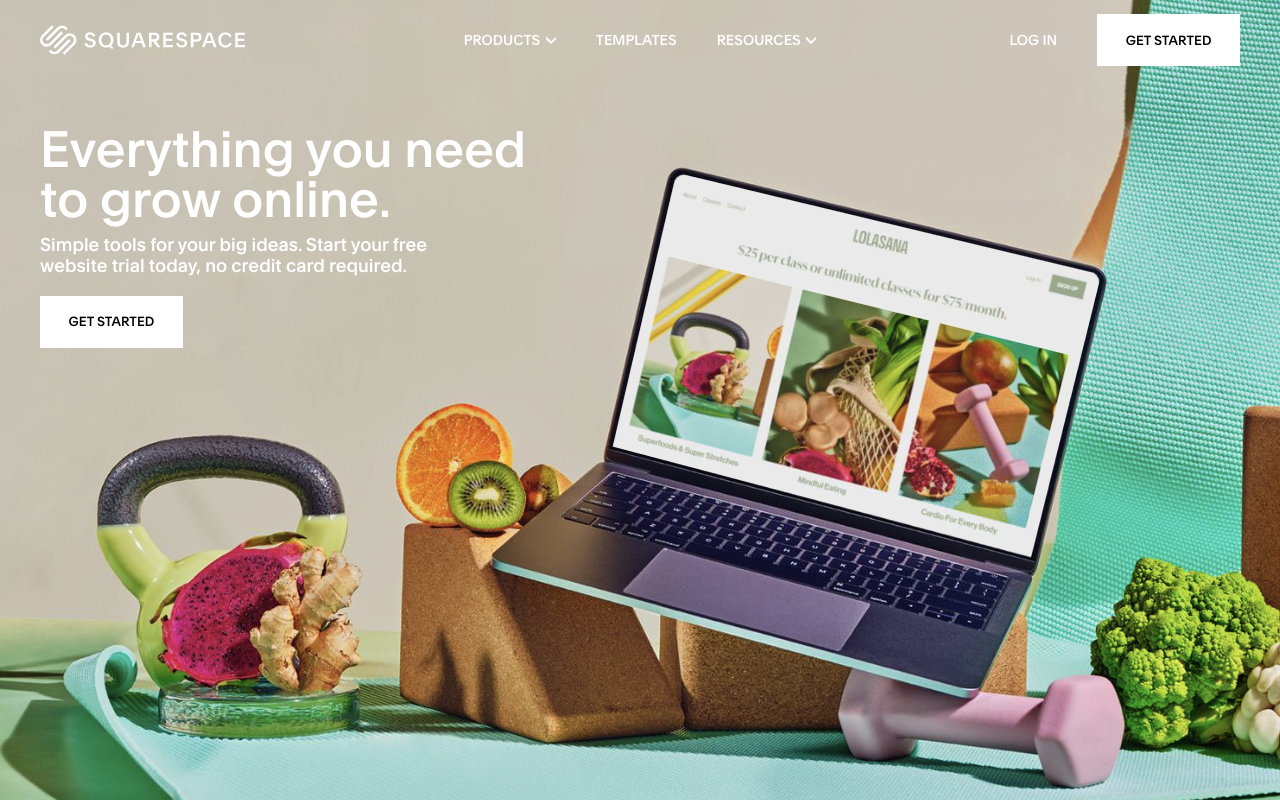 SQUARESPACE
PRODUCTS
TEMPLATES
RESOURCES
LOG IN
GET STARTED
Everything you need
to grow online.
Simple tools for your big ideas. Start your free
website trial today, no credit card required.
GET STARTED
About Classes Contact
LOLASANA
Log in
SIGN UP
$25 per class or unlimited classes for $75/month.
Superfoods & Super Stretches
Mindful Eating
Cardio For Every Body